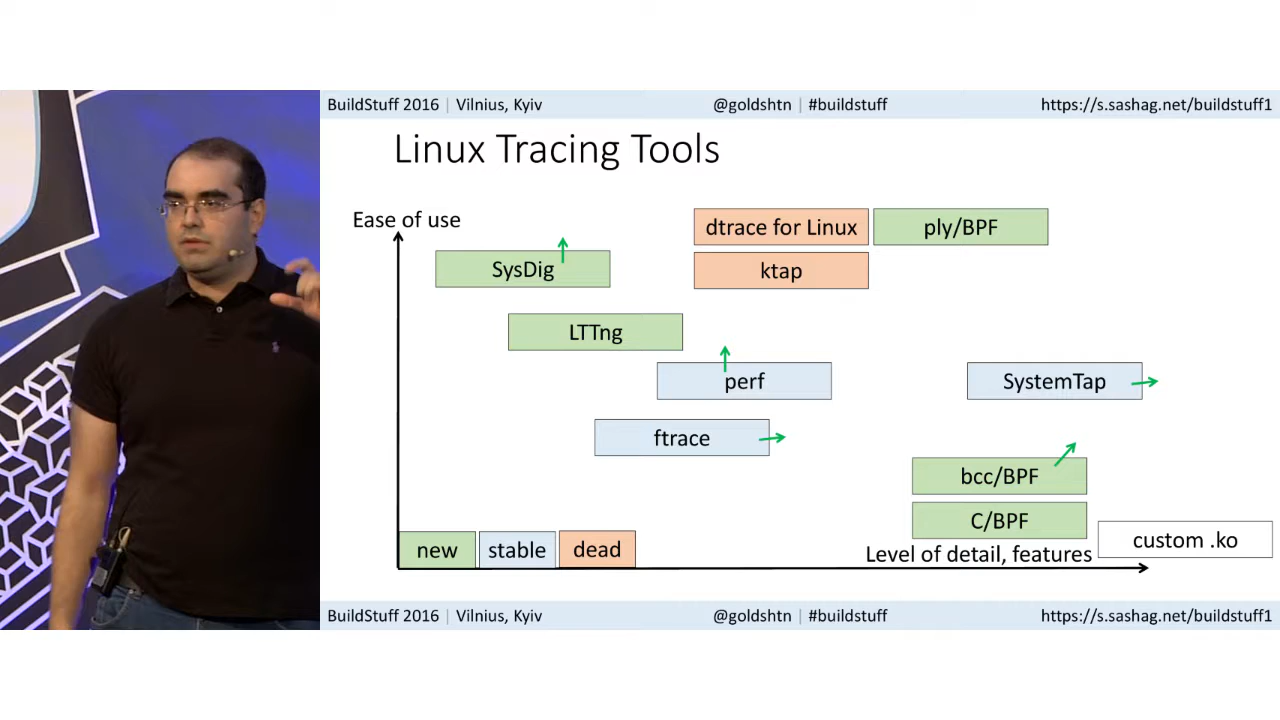 BuildStuff 2016 | Vilnius, Kyiv @goldshtn | #buildstuff https://s.sashag.net/buildstuff1
Linux Tracing Tools
Ease of use
dtrace for Linux ply/BPF
SysDig ktap
LTTng
perf SystemTap
ftrace
bcc/BPF
C/BPF
custom .ko
new stable dead
Level of detail, features
BuildStuff 2016 | Vilnius, Kyiv @goldshtn | #buildstuff https://s.sashag.net/buildstuff1